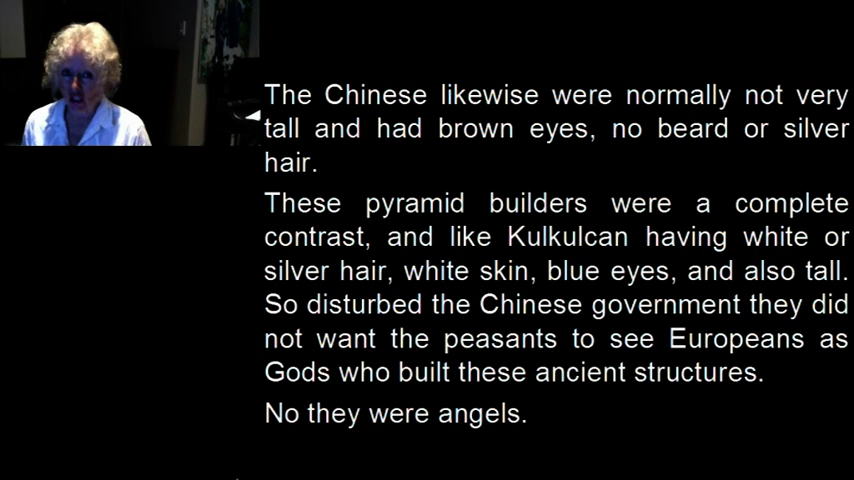 The Chinese likewise were normally not very
tall and had brown eyes, no beard or silver
hair.
These pyramid builders were a complete
contrast, and like Kulkulcan having white or
silver hair, white skin, blue eyes, and also tall.
So disturbed the Chinese government they did
not want the peasants to see Europeans as
Gods who built these ancient structures.
No they were angels.